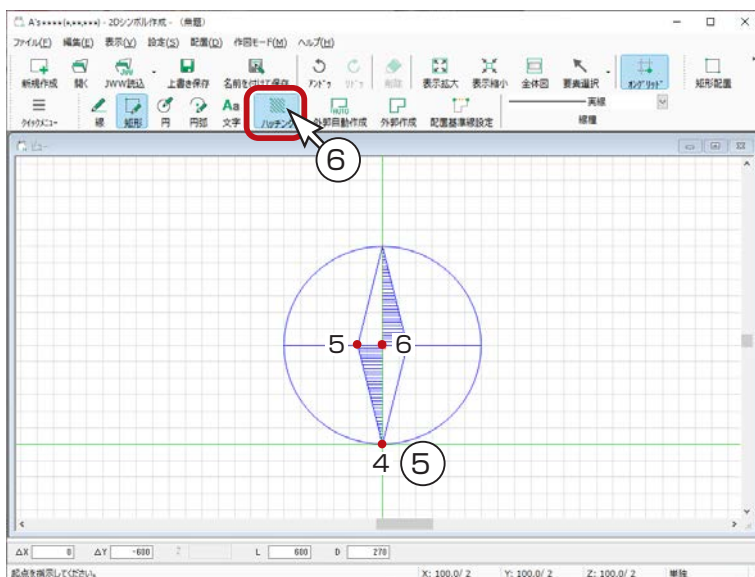 A's**** (*,**,***) - 2Dシンボル作成 - (無題)
ファイル(F) 編集(E) 表示(V) 設定(S) 配置(D) 作図モード(M) ヘルプ(H)
新規作成 開く JWW読込 上書き保存 名前を付けて保存 アンドゥ リドゥ 削除 表示拡大 表示縮小 全体図 要素選択 オングリッド 矩形配置
クイックメニュー 線 矩形 円 円弧 文字 ハッチング 外郭自動作成 外郭作成 配置基準線設定 実線
線種
⑥
ビュー
5 6
4 ⑤
ΔX 0 ΔY -600 Z L 600 D 270
起点を指示してください。 X: 100.0/ 2 Y: 100.0/ 2 Z: 100.0/ 2 単独